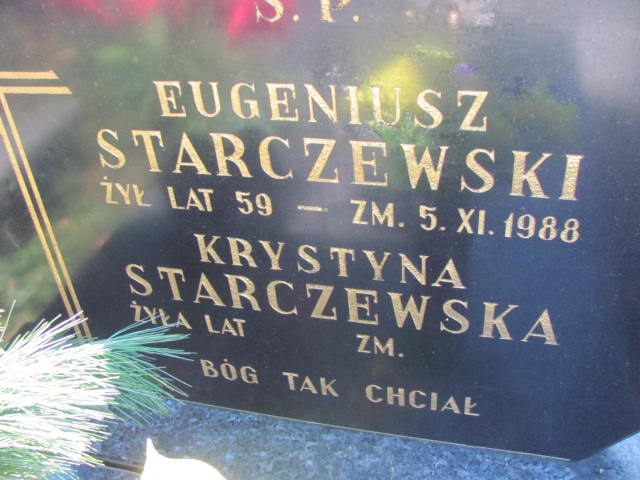 Ś. P.
EUGENIUSZ
STARCZEWSKI
ŻYŁ LAT 59 — ZM. 5. XI. 1988
KRYSTYNA
STARCZEWSKA
ŻYŁA LAT ZM.
BÓG TAK CHCIAŁ